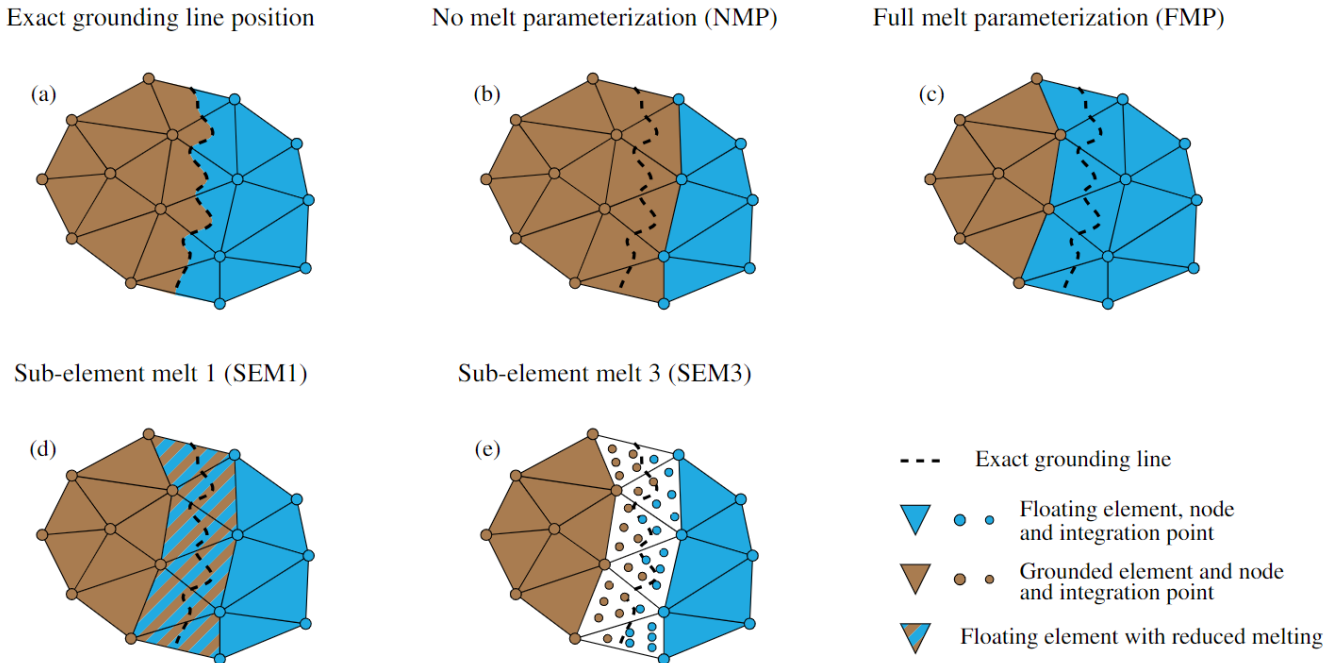 Exact grounding line position
No melt parameterization (NMP)
Full melt parameterization (FMP)
(a)
(b)
(c)
Sub-element melt 1 (SEM1)
Sub-element melt 3 (SEM3)
(d)
(e)
Exact grounding line
Floating element, node
and integration point
Grounded element and node
and integration point
Floating element with reduced melting